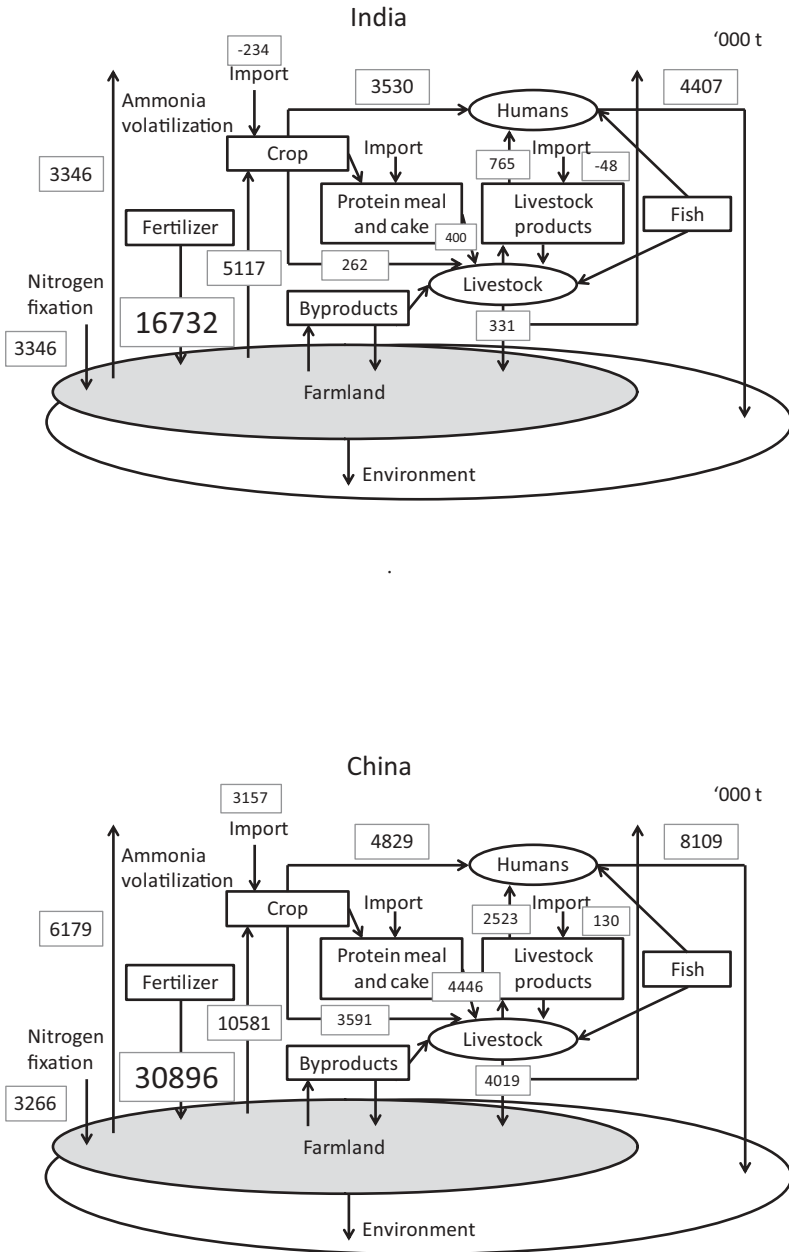 India
'000 t
-234
Import
3530
Humans
4407
Ammonia
volatilization
Crop
Import
765
Import
-48
3346
Protein meal
and cake
Livestock
products
Fish
Fertilizer
400
5117
262
Livestock
Nitrogen
fixation
16732
Byproducts
331
3346
Farmland
Environment
.
China
'000 t
3157
Import
4829
Humans
8109
Ammonia
volatilization
Crop
Import
2523
Import
130
6179
Protein meal
and cake
Livestock
products
Fish
Fertilizer
4446
10581
3591
Livestock
Nitrogen
fixation
30896
Byproducts
4019
3266
Farmland
Environment